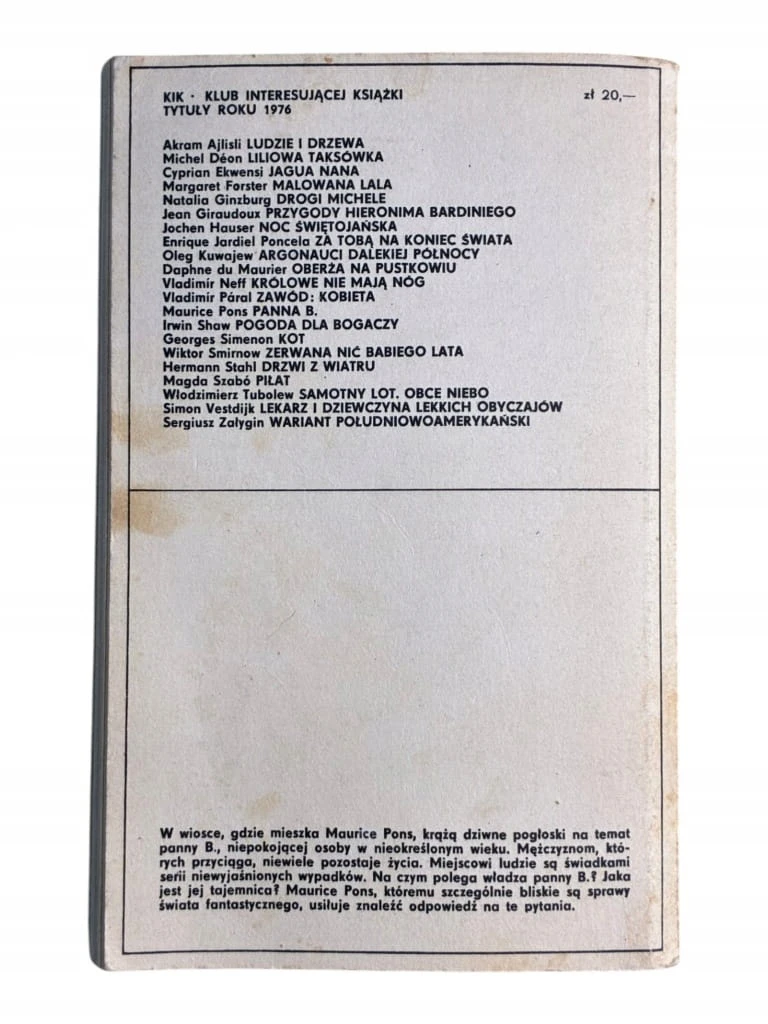 KIK · KLUB INTERESUJĄCEJ KSIĄŻKI zł 20,—
TYTUŁY ROKU 1976
Akram Ajlisli LUDZIE I DRZEWA
Michel Déon LILIOWA TAKSÓWKA
Cyprian Ekwensi JAGUA NANA
Margaret Forster MALOWANA LALA
Natalia Ginzburg DROGI MICHELE
Jean Giraudoux PRZYGODY HIERONIMA BARDINIEGO
Jochen Hauser NOC ŚWIĘTOJAŃSKA
Enrique Jardiel Poncela ZA TOBĄ NA KONIEC ŚWIATA
Oleg Kuwajew ARGONAUCI DALEKIEJ PÓŁNOCY
Daphne du Maurier OBERŻA NA PUSTKOWIU
Vladimír Neff KRÓLOWE NIE MAJĄ NÓG
Vladimír Páral ZAWÓD: KOBIETA
Maurice Pons PANNA B.
Irwin Shaw POGODA DLA BOGACZY
Georges Simenon KOT
Wiktor Smirnow ZERWANA NIĆ BABIEGO LATA
Hermann Stahl DRZWI Z WIATRU
Magda Szabó PIŁAT
Włodzimierz Tubolew SAMOTNY LOT. OBCE NIEBO
Simon Vestdijk LEKARZ I DZIEWCZYNA LEKKICH OBYCZAJÓW
Sergiusz Załygin WARIANT POŁUDNIOWOAMERYKAŃSKI
W wiosce, gdzie mieszka Maurice Pons, krążą dziwne pogłoski na temat
panny B., niepokojącej osoby w nieokreślonym wieku. Mężczyznom, któ-
rych przyciąga, niewiele pozostaje życia. Miejscowi ludzie są świadkami
serii niewyjaśnionych wypadków. Na czym polega władza panny B.? Jaka
jest jej tajemnica? Maurice Pons, któremu szczególnie bliskie są sprawy
świata fantastycznego, usiłuje znaleźć odpowiedź na te pytania.